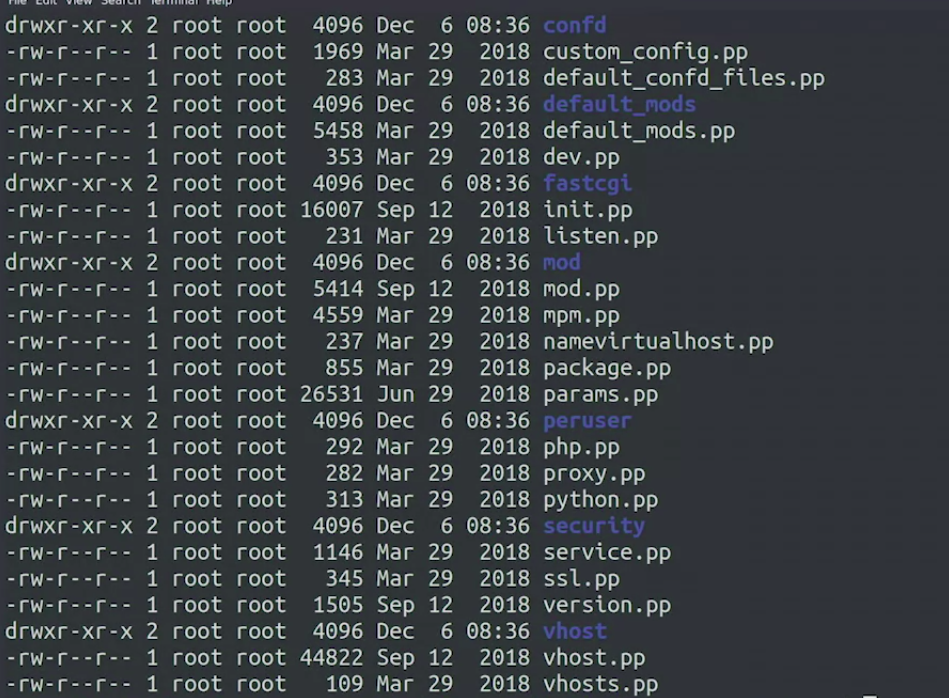 File Edit View Search Terminal Help
drwxr-xr-x 2 root root  4096 Dec  6 08:36 confd
-rw-r--r-- 1 root root  1969 Mar 29  2018 custom_config.pp
-rw-r--r-- 1 root root   283 Mar 29  2018 default_confd_files.pp
drwxr-xr-x 2 root root  4096 Dec  6 08:36 default_mods
-rw-r--r-- 1 root root  5458 Mar 29  2018 default_mods.pp
-rw-r--r-- 1 root root   353 Mar 29  2018 dev.pp
drwxr-xr-x 2 root root  4096 Dec  6 08:36 fastcgi
-rw-r--r-- 1 root root 16007 Sep 12  2018 init.pp
-rw-r--r-- 1 root root   231 Mar 29  2018 listen.pp
drwxr-xr-x 2 root root  4096 Dec  6 08:36 mod
-rw-r--r-- 1 root root  5414 Sep 12  2018 mod.pp
-rw-r--r-- 1 root root  4559 Mar 29  2018 mpm.pp
-rw-r--r-- 1 root root   237 Mar 29  2018 namevirtualhost.pp
-rw-r--r-- 1 root root   855 Mar 29  2018 package.pp
-rw-r--r-- 1 root root 26531 Jun 29  2018 params.pp
drwxr-xr-x 2 root root  4096 Dec  6 08:36 peruser
-rw-r--r-- 1 root root   292 Mar 29  2018 php.pp
-rw-r--r-- 1 root root   282 Mar 29  2018 proxy.pp
-rw-r--r-- 1 root root   313 Mar 29  2018 python.pp
drwxr-xr-x 2 root root  4096 Dec  6 08:36 security
-rw-r--r-- 1 root root  1146 Mar 29  2018 service.pp
-rw-r--r-- 1 root root   345 Mar 29  2018 ssl.pp
-rw-r--r-- 1 root root  1505 Sep 12  2018 version.pp
drwxr-xr-x 2 root root  4096 Dec  6 08:36 vhost
-rw-r--r-- 1 root root 44822 Sep 12  2018 vhost.pp
-rw-r--r-- 1 root root   109 Mar 29  2018 vhosts.pp